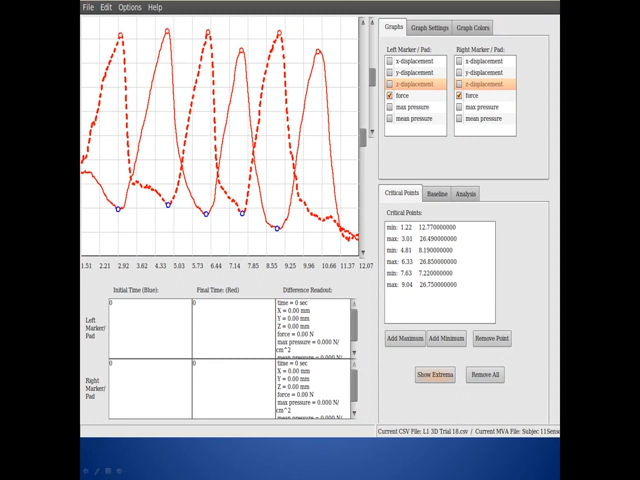 File Edit Options Help
1.51 2.21 2.92 3.62 4.33 5.03 5.73 6.44 7.14 7.85 8.55 9.25 9.96 10.66 11.37 12.07
Initial Time (Blue): Final Time: (Red) Difference Readout:
Left Marker/ Pad
0 0
time = 0 sec
X = 0.00 mm
Y = 0.00 mm
Z = 0.00 mm
force = 0.00 N
max pressure = 0.000 N/
cm^2
mean pressure = 0.000 N/
Right Marker/ Pad
0 0
time = 0 sec
X = 0.00 mm
Y = 0.00 mm
Z = 0.00 mm
force = 0.00 N
max pressure = 0.000 N/
cm^2
Graphs Graph Settings Graph Colors
Left Marker / Pad: Right Marker / Pad:
x-displacement x-displacement
y-displacement y-displacement
z-displacement z-displacement
force force
max pressure max pressure
mean pressure mean pressure
Critical Points Baseline Analysis
Critical Points:
min: 1.22 12.770000000
max: 3.01 26.490000000
min: 4.81 8.190000000
max: 6.33 26.850000000
min: 7.63 7.220000000
max: 9.04 26.750000000
Add Maximum Add Minimum Remove Point
Show Extrema Remove All
Current CSV File: L1 3D Trial 18.csv / Current MVA File: Subjec 11Sens